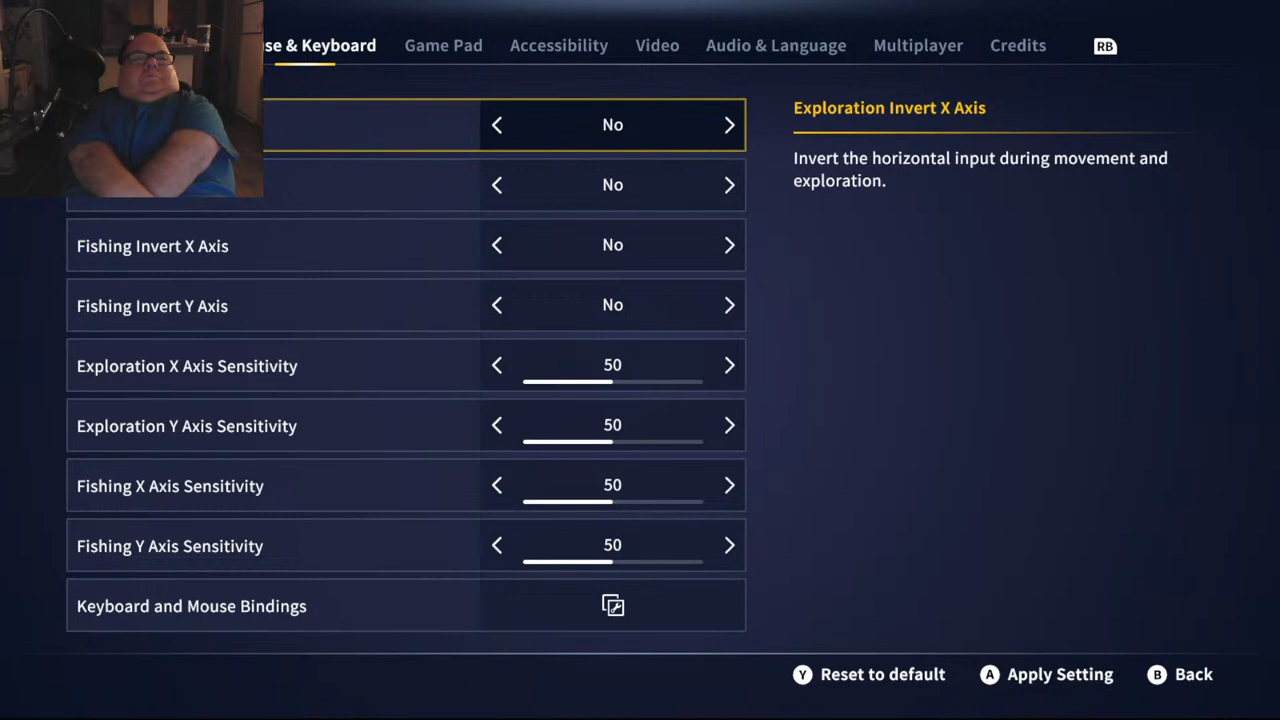 se & Keyboard
Game Pad
Accessibility
Video
Audio & Language
Multiplayer
Credits
RB
No
No
Fishing Invert X Axis
No
Fishing Invert Y Axis
No
Exploration X Axis Sensitivity
50
Exploration Y Axis Sensitivity
50
Fishing X Axis Sensitivity
50
Fishing Y Axis Sensitivity
50
Keyboard and Mouse Bindings
Exploration Invert X Axis
Invert the horizontal input during movement and
exploration.
Y Reset to default
A Apply Setting
B Back